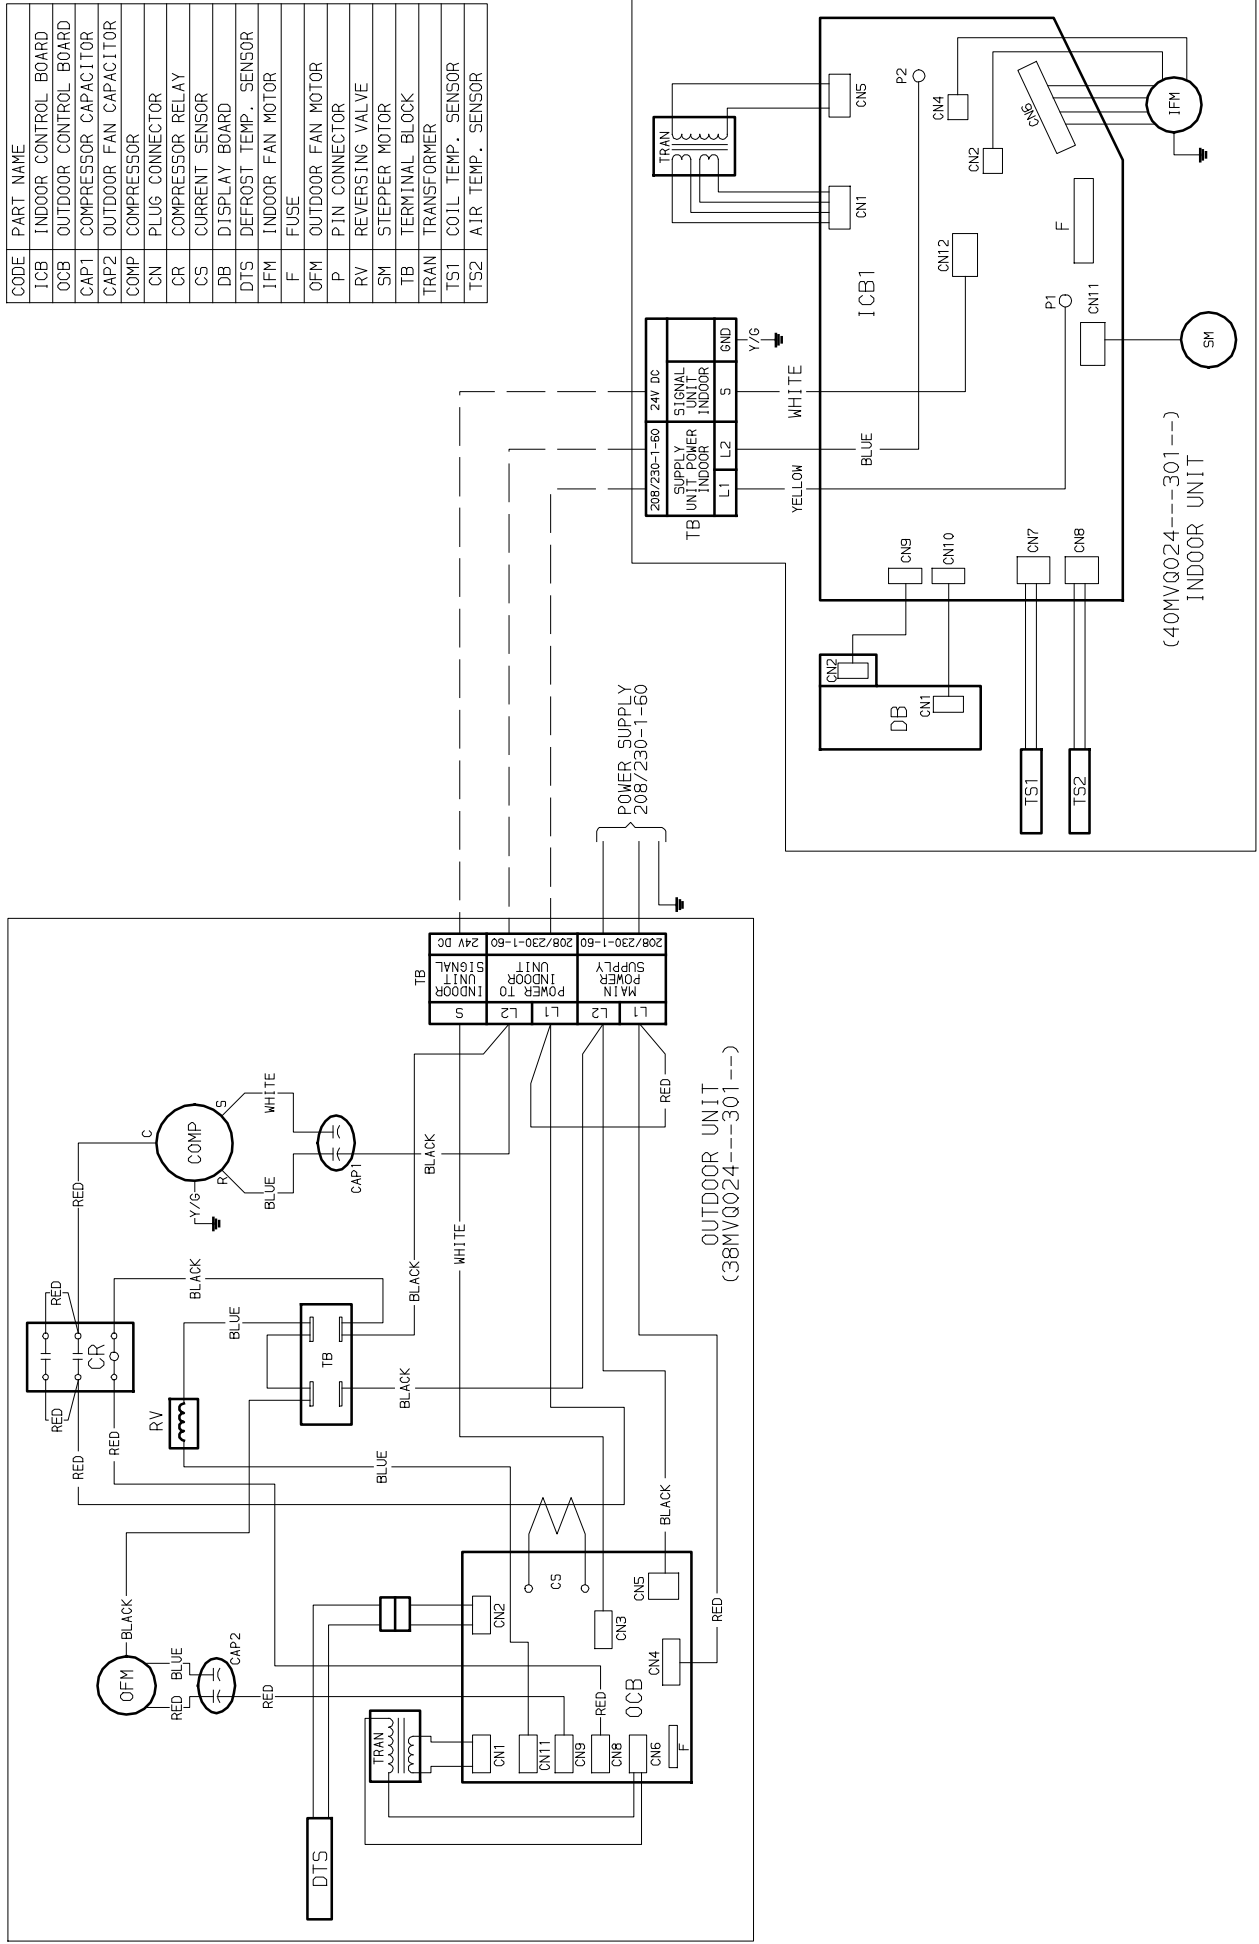 CODE PART NAME
ICB INDOOR CONTROL BOARD
OCB OUTDOOR CONTROL BOARD
CAP1 COMPRESSOR CAPACITOR
CAP2 OUTDOOR FAN CAPACITOR
COMP COMPRESSOR
CN PLUG CONNECTOR
CR COMPRESSOR RELAY
CS CURRENT SENSOR
DB DISPLAY BOARD
DTS DEFROST TEMP. SENSOR
IFM INDOOR FAN MOTOR
F FUSE
OFM OUTDOOR FAN MOTOR
P PIN CONNECTOR
RV REVERSING VALVE
SM STEPPER MOTOR
TB TERMINAL BLOCK
TRAN TRANSFORMER
TS1 COIL TEMP. SENSOR
TS2 AIR TEMP. SENSOR
TRAN
CN5
CN1
P2
CN4
CN2
CN6
IFM
F
CN12
ICB1
P1
CN11
SM
24V DC
208/230-1-60
SIGNAL
UNIT
INDOOR
SUPPLY
UNIT POWER
INDOOR
GND
S
L2
L1
TB
Y/G
WHITE
BLUE
YELLOW
CN9
CN10
CN7
CN8
CN2
CN1
DB
TS1
TS2
(40MVQ024---301--)
INDOOR UNIT
POWER SUPPLY
208/230-1-60
TB
24V DC
208/230-1-60
208/230-1-60
208/230-1-60
INDOOR
UNIT
SIGNAL
POWER TO
INDOOR
UNIT
MAIN
POWER
SUPPLY
S
L2
L1
L2
L1
RED
OUTDOOR UNIT
(38MVQ024---301--)
COMP
C
S
R
WHITE
BLUE
Y/G
CAP1
BLACK
WHITE
RED
RED
CR
RED
RED
RED
BLACK
BLUE
BLACK
TB
BLACK
RV
BLUE
BLACK
RED
OFM
BLACK
BLUE
RED
CAP2
RED
TRAN
DTS
CN2
CS
CN3
CN5
CN4
OCB
RED
CN1
CN11
CN9
CN8
CN6
F